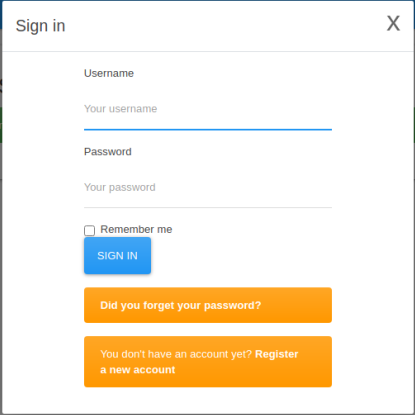 Sign in
X
Username
Your username
Password
Your password
Remember me
SIGN IN
Did you forget your password?
You don't have an account yet? Register
a new account